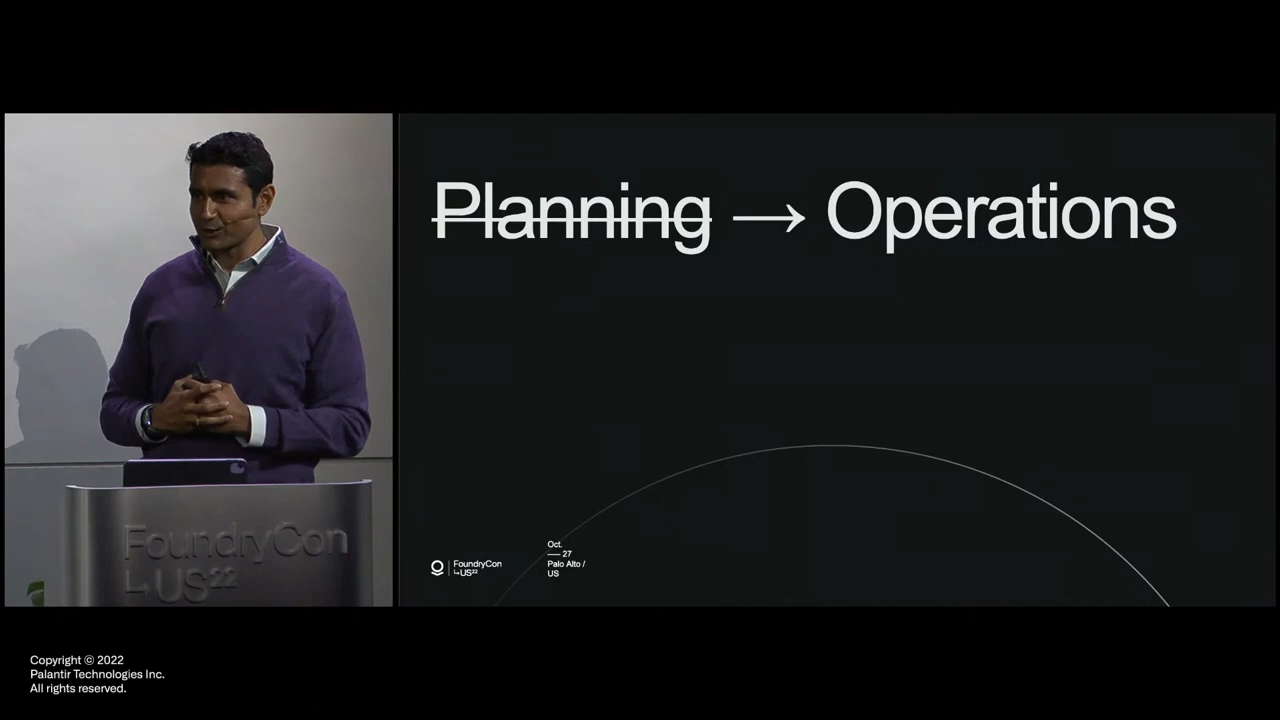 Planning → Operations
FoundryCon
↳US22
Oct.
— 27
Palo Alto /
US
FoundryCon
↳US22
Copyright © 2022
Palantir Technologies Inc.
All rights reserved.